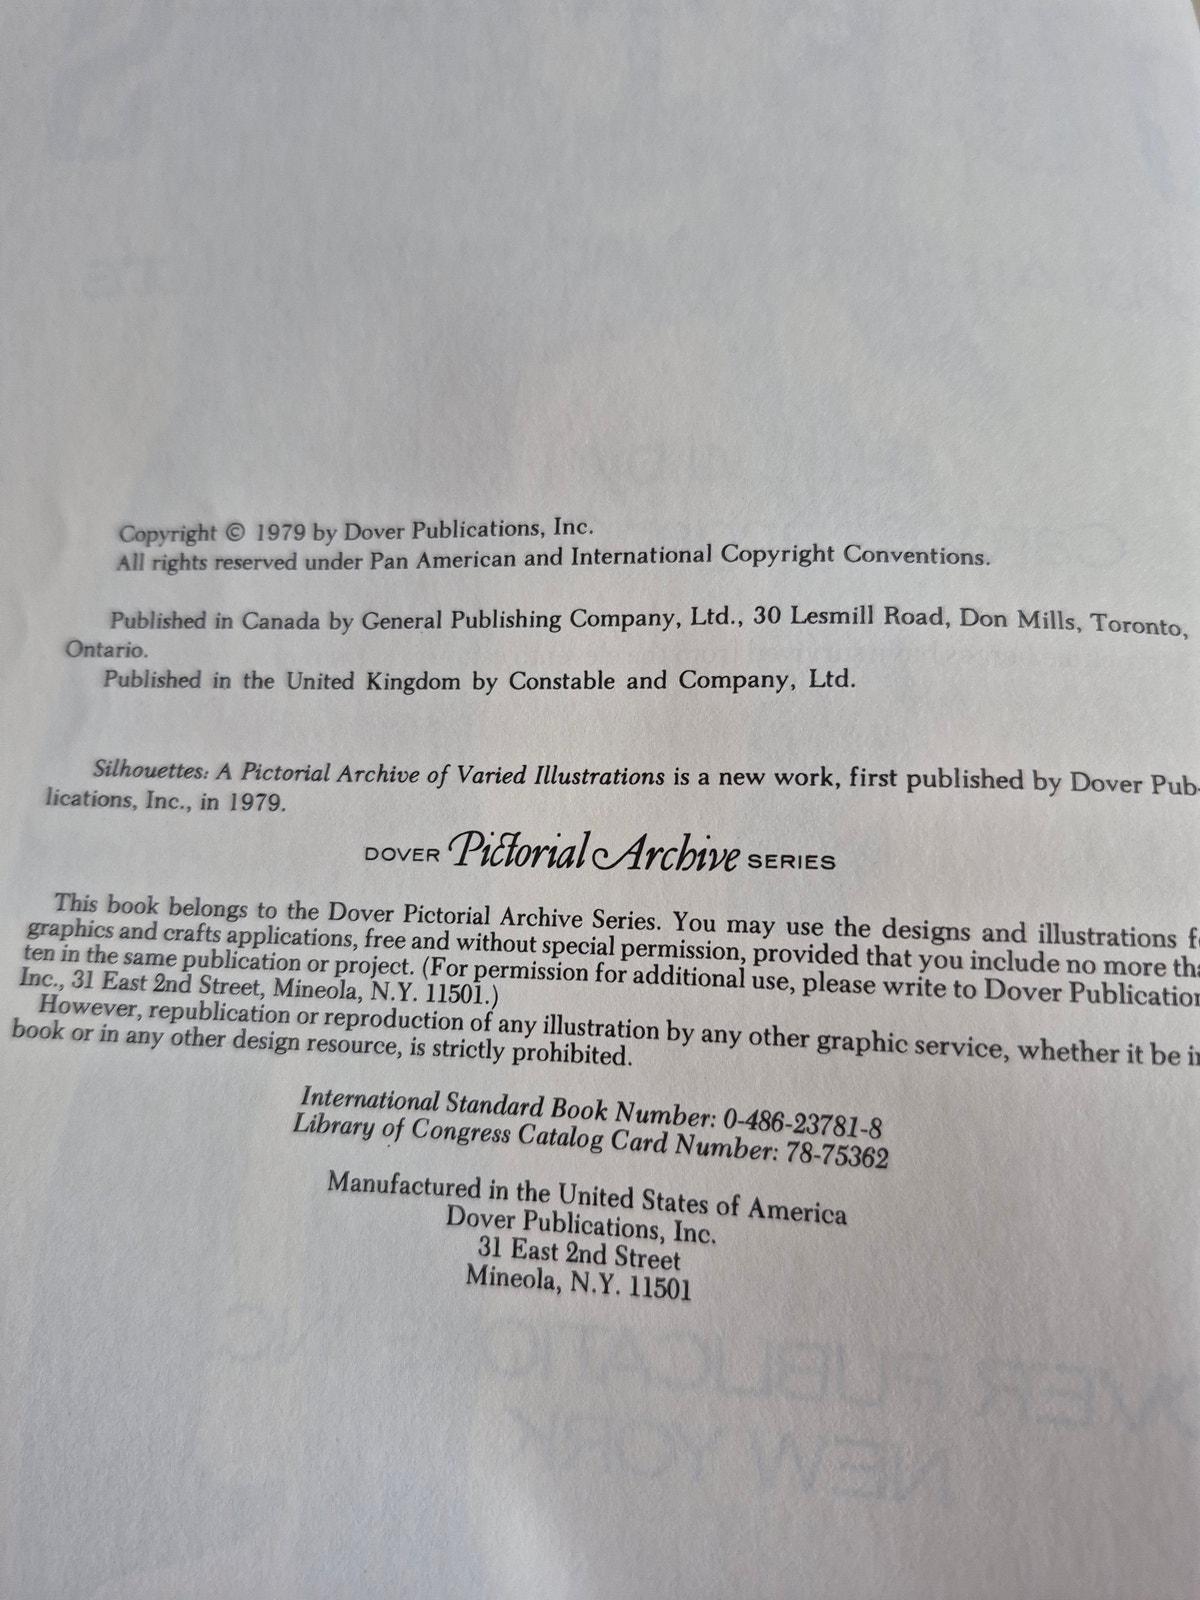 Copyright © 1979 by Dover Publications, Inc.
All rights reserved under Pan American and International Copyright Conventions.
Published in Canada by General Publishing Company, Ltd., 30 Lesmill Road, Don Mills, Toronto,
Ontario.
Published in the United Kingdom by Constable and Company, Ltd.
Silhouettes: A Pictorial Archive of Varied Illustrations is a new work, first published by Dover Pub-
lications, Inc., in 1979.
DOVER Pictorial Archive SERIES
This book belongs to the Dover Pictorial Archive Series. You may use the designs and illustrations
graphics and crafts applications, free and without special permission, provided that you include no more
ten in the same publication or project. (For permission for additional use, please write to Dover
Inc., 31 East 2nd Street, Mineola, N.Y. 11501.)
However, republication or reproduction of any illustration by any other graphic service, whether it be
book or in any other design resource, is strictly prohibited.
International Standard Book Number: 0-486-23781-8
Library of Congress Catalog Card Number: 78-75362
Manufactured in the United States of America
Dover Publications, Inc.
31 East 2nd Street
Mineola, N.Y. 11501